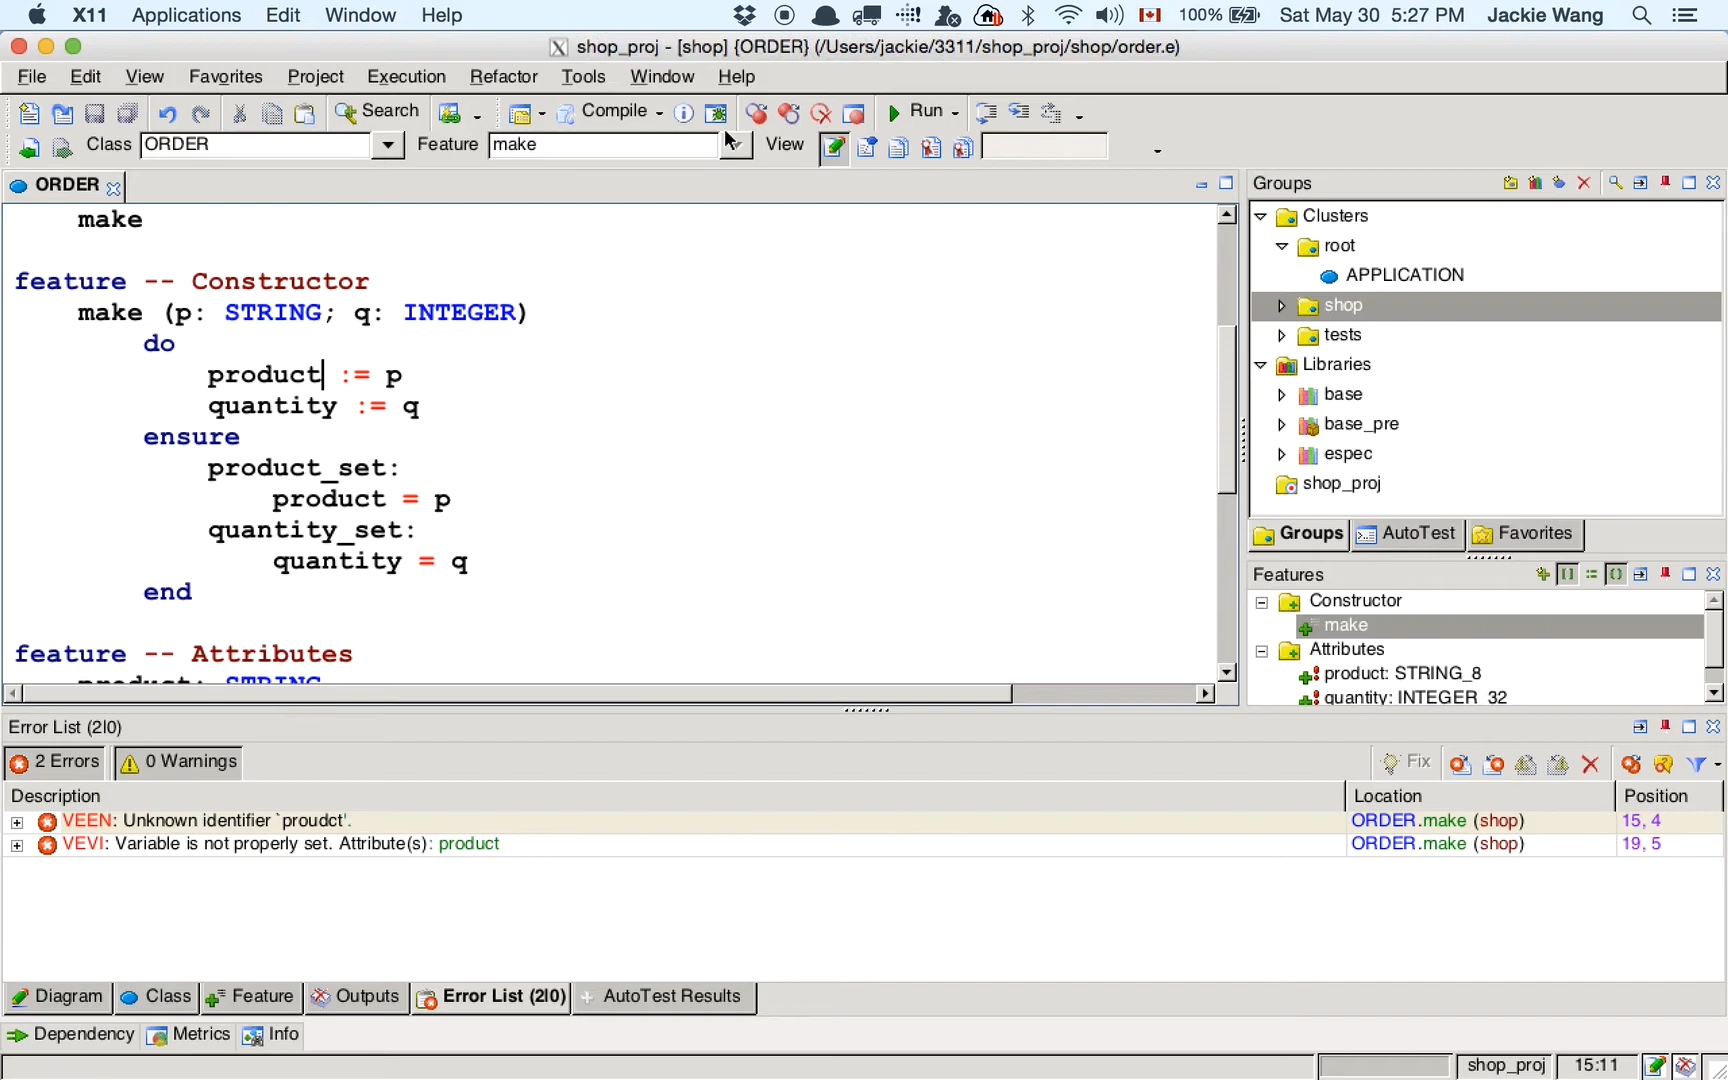 X11 Applications Edit Window Help 100% Sat May 30 5:27 PM Jackie Wang
shop_proj - [shop] {ORDER} (/Users/jackie/3311/shop_proj/shop/order.e)
File Edit View Favorites Project Execution Refactor Tools Window Help
Search Compile Run
Class ORDER Feature make View
ORDER
make
feature -- Constructor
make (p: STRING; q: INTEGER)
do
product := p
quantity := q
ensure
product_set:
product = p
quantity_set:
quantity = q
end
feature -- Attributes
product: STRING
Groups
Clusters
root
APPLICATION
shop
tests
Libraries
base
base_pre
espec
shop_proj
Groups AutoTest Favorites
Features
Constructor
make
Attributes
product: STRING_8
quantity: INTEGER_32
Error List (2|0)
2 Errors 0 Warnings Fix
Description Location Position
VEEN: Unknown identifier `proudct'. ORDER.make (shop) 15, 4
VEVI: Variable is not properly set. Attribute(s): product ORDER.make (shop) 19, 5
Diagram Class Feature Outputs Error List (2|0) AutoTest Results
Dependency Metrics Info
shop_proj 15:11